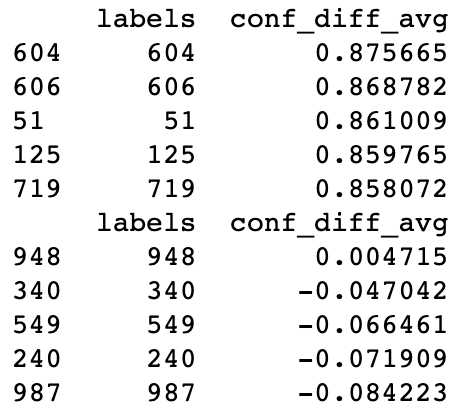 labels conf_diff_avg
604 604 0.875665
606 606 0.868782
51 51 0.861009
125 125 0.859765
719 719 0.858072
labels conf_diff_avg
948 948 0.004715
340 340 -0.047042
549 549 -0.066461
240 240 -0.071909
987 987 -0.084223